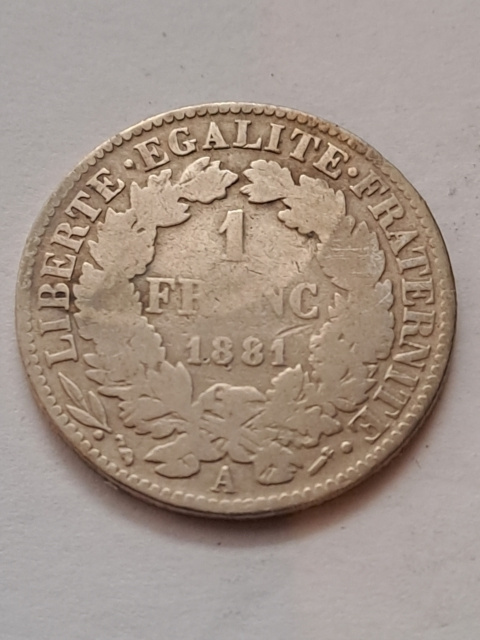 LIBERTE · EGALITE · FRATERNITE
1
FRANC
1881
A